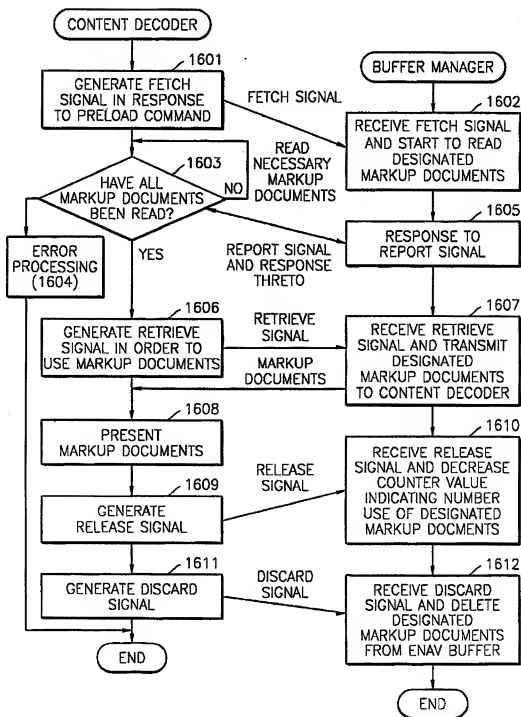 CONTENT DECODER
1601
GENERATE FETCH
SIGNAL IN RESPONSE
TO PRELOAD COMMAND
FETCH SIGNAL
BUFFER MANAGER
1602
RECEIVE FETCH SIGNAL
AND START TO READ
DESIGNATED
MARKUP DOCUMENTS
1603
HAVE ALL
MARKUP DOCUMENTS
BEEN READ?
NO
READ
NECESSARY
MARKUP
DOCUMENTS
YES
ERROR
PROCESSING
(1604)
REPORT SIGNAL
AND RESPONSE
THRETO
1605
RESPONSE TO
REPORT SIGNAL
1606
GENERATE RETRIEVE
SIGNAL IN ORDER TO
USE MARKUP DOCUMENTS
RETRIEVE
SIGNAL
MARKUP
DOCUMENTS
1607
RECEIVE RETRIEVE
SIGNAL AND TRANSMIT
DESIGNATED
MARKUP DOCUMENTS
TO CONTENT DECODER
1608
PRESENT
MARKUP DOCUMENTS
1609
GENERATE
RELEASE SIGNAL
RELEASE
SIGNAL
1610
RECEIVE RELEASE
SIGNAL AND DECREASE
COUNTER VALUE
INDICATING NUMBER
USE OF DESIGNATED
MARKUP DOCMENTS
1611
GENERATE DISCARD
SIGNAL
DISCARD
SIGNAL
1612
RECEIVE DISCARD
SIGNAL AND DELETE
DESIGNATED
MARKUP DOCUMENTS
FROM ENAV BUFFER
END
END